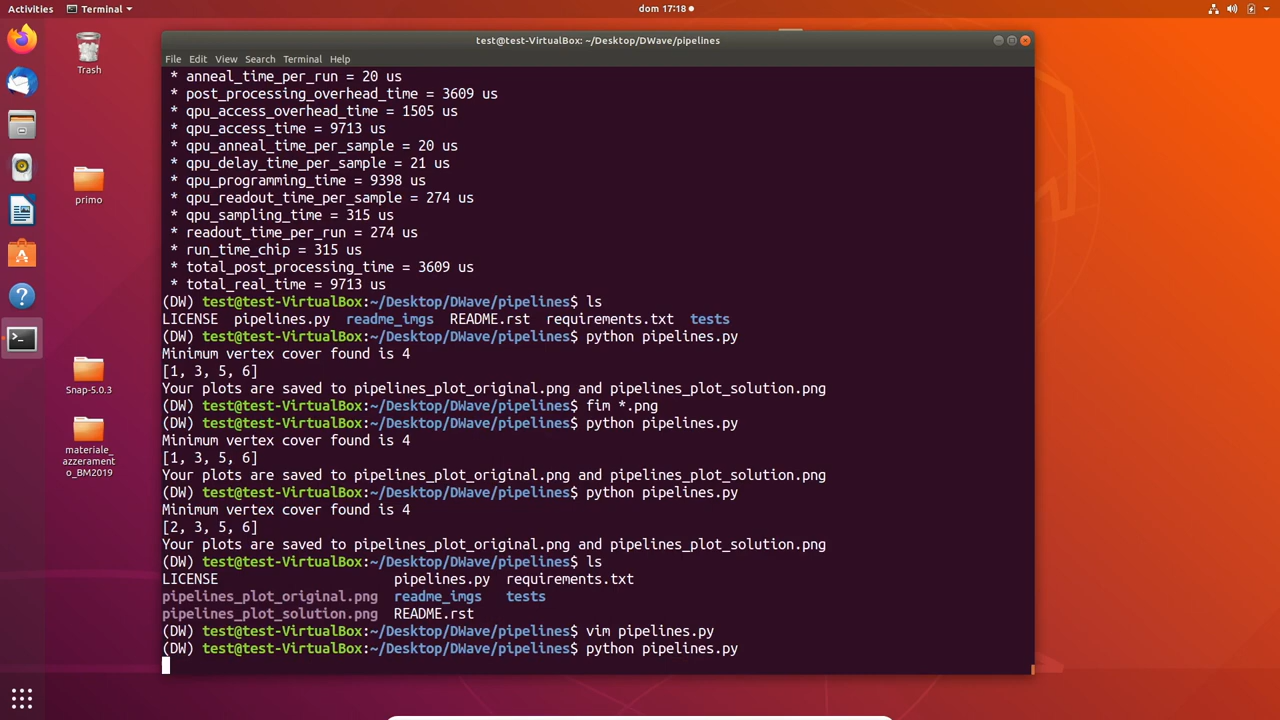 Activities
Terminal
dom 17:18
test@test-VirtualBox: ~/Desktop/DWave/pipelines
File Edit View Search Terminal Help
* anneal_time_per_run = 20 us
* post_processing_overhead_time = 3609 us
* qpu_access_overhead_time = 1505 us
* qpu_access_time = 9713 us
* qpu_anneal_time_per_sample = 20 us
* qpu_delay_time_per_sample = 21 us
* qpu_programming_time = 9398 us
* qpu_readout_time_per_sample = 274 us
* qpu_sampling_time = 315 us
* readout_time_per_run = 274 us
* run_time_chip = 315 us
* total_post_processing_time = 3609 us
* total_real_time = 9713 us
(DW) test@test-VirtualBox:~/Desktop/DWave/pipelines$ ls
LICENSE pipelines.py readme_imgs README.rst requirements.txt tests
(DW) test@test-VirtualBox:~/Desktop/DWave/pipelines$ python pipelines.py
Minimum vertex cover found is 4
[1, 3, 5, 6]
Your plots are saved to pipelines_plot_original.png and pipelines_plot_solution.png
(DW) test@test-VirtualBox:~/Desktop/DWave/pipelines$ fim *.png
(DW) test@test-VirtualBox:~/Desktop/DWave/pipelines$ python pipelines.py
Minimum vertex cover found is 4
[1, 3, 5, 6]
Your plots are saved to pipelines_plot_original.png and pipelines_plot_solution.png
(DW) test@test-VirtualBox:~/Desktop/DWave/pipelines$ python pipelines.py
Minimum vertex cover found is 4
[2, 3, 5, 6]
Your plots are saved to pipelines_plot_original.png and pipelines_plot_solution.png
(DW) test@test-VirtualBox:~/Desktop/DWave/pipelines$ ls
LICENSE pipelines.py requirements.txt
pipelines_plot_original.png readme_imgs tests
pipelines_plot_solution.png README.rst
(DW) test@test-VirtualBox:~/Desktop/DWave/pipelines$ vim pipelines.py
(DW) test@test-VirtualBox:~/Desktop/DWave/pipelines$ python pipelines.py
Trash
primo
Snap-5.0.3
materiale_
azzerament
o_BM2019